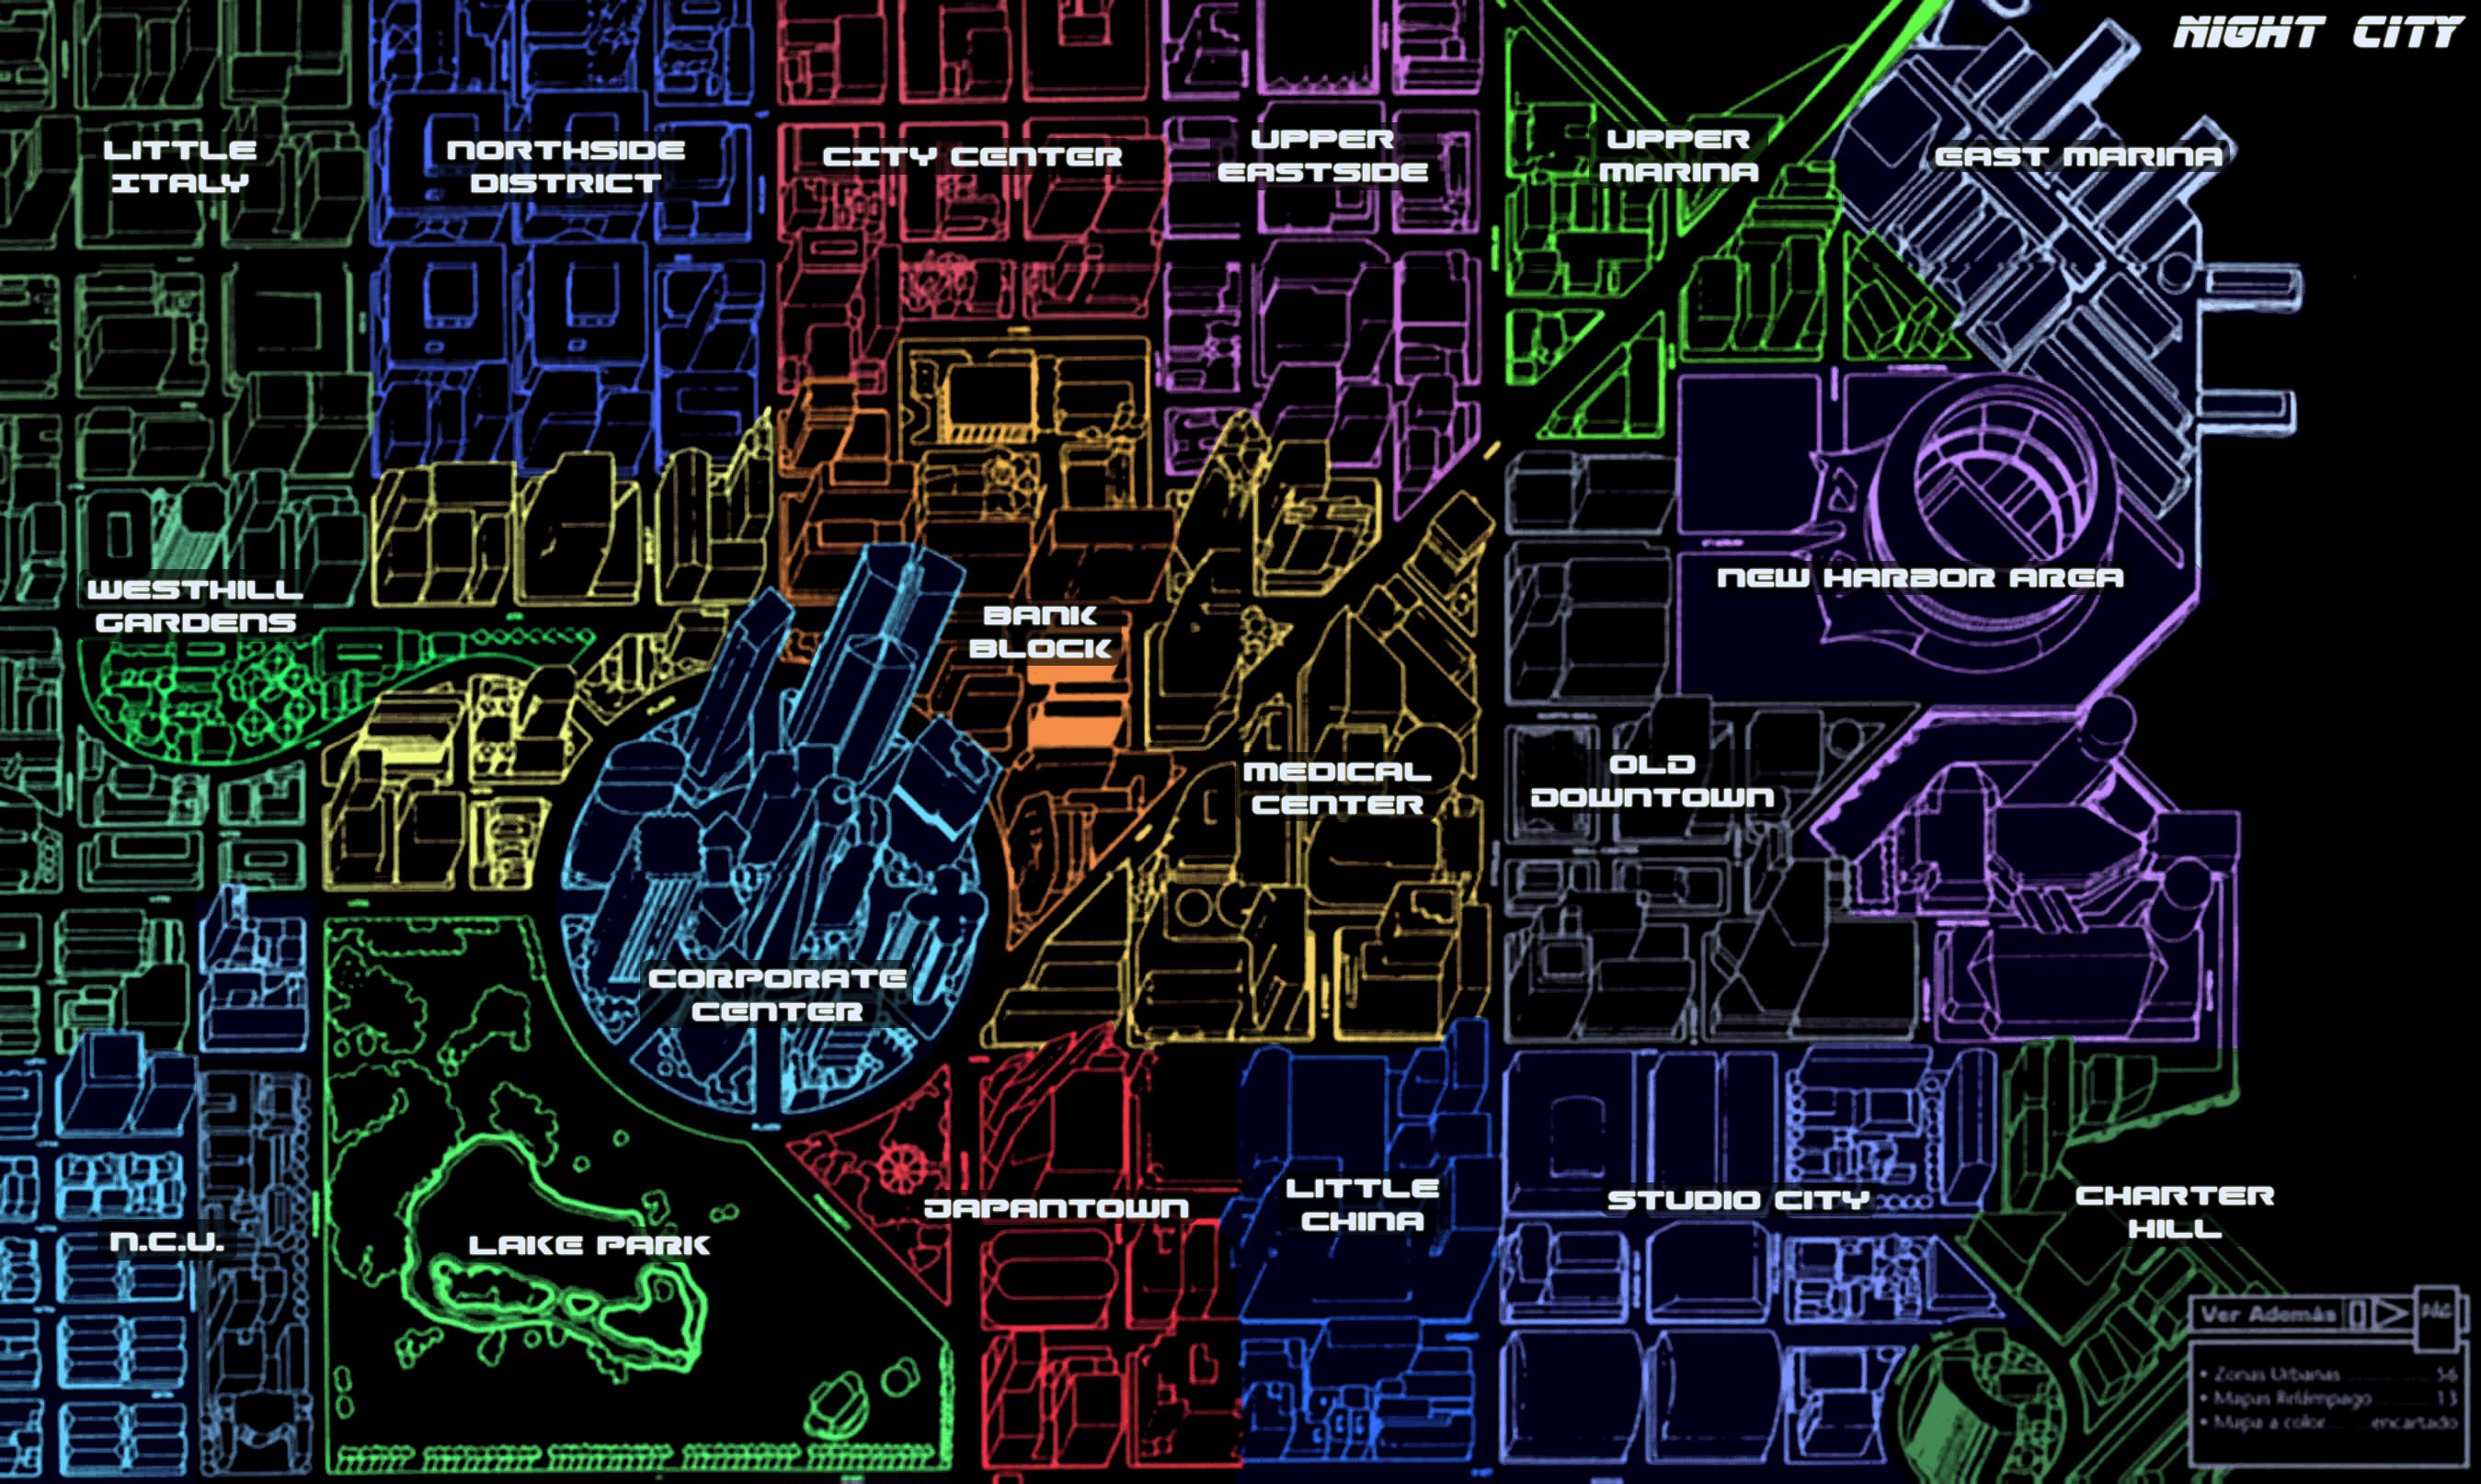 NIGHT CITY
LITTLE
ITALY
NORTHSIDE
DISTRICT
CITY CENTER
UPPER
EASTSIDE
UPPER
MARINA
EAST MARINA
WESTHILL
GARDENS
BANK
BLOCK
NEW HARBOR AREA
MEDICAL
CENTER
OLD
DOWNTOWN
CORPORATE
CENTER
N.C.U.
LAKE PARK
JAPANTOWN
LITTLE
CHINA
STUDIO CITY
CHARTER
HILL
Ver Además PÁG
• Zonas Urbanas 56
• Mapas Relámpago 13
• Mapa a color encartado